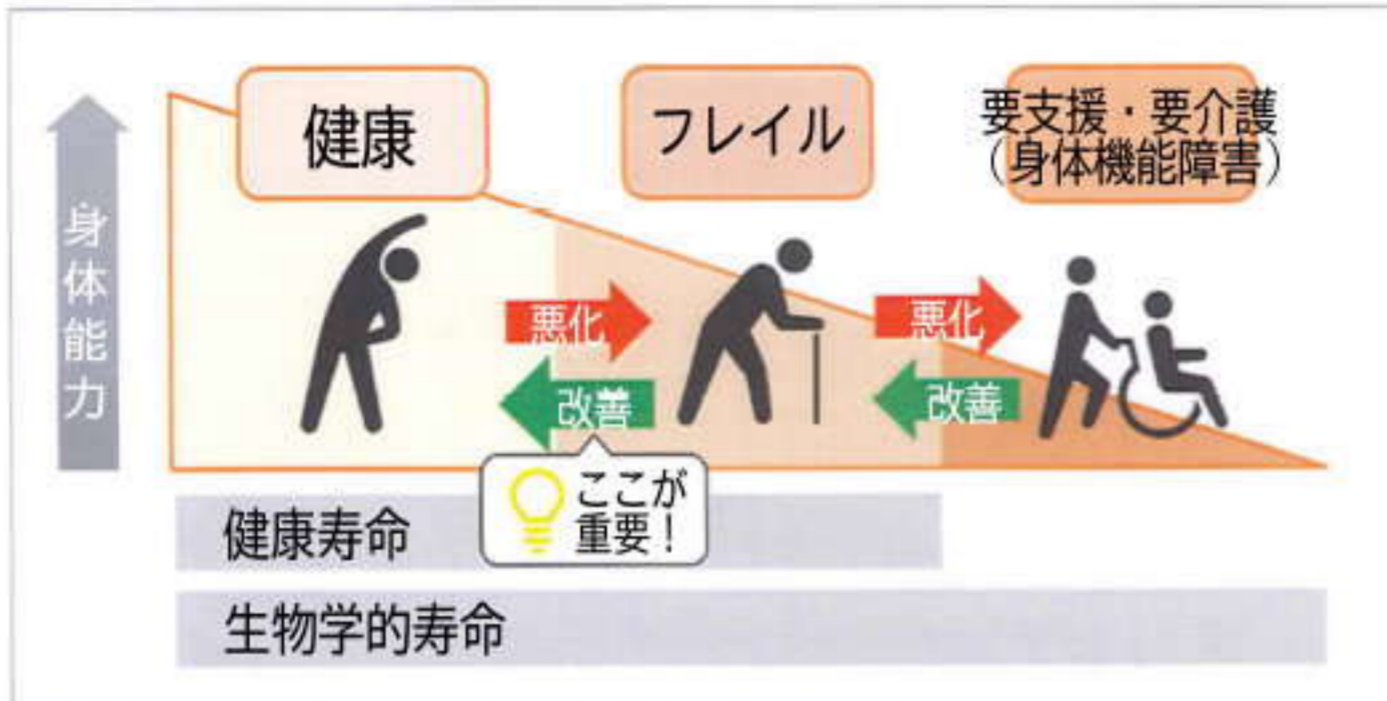 健康
フレイル
要支援・要介護
（身体機能障害）
身体能力
悪化
悪化
改善
改善
ここが
重要！
健康寿命
生物学的寿命